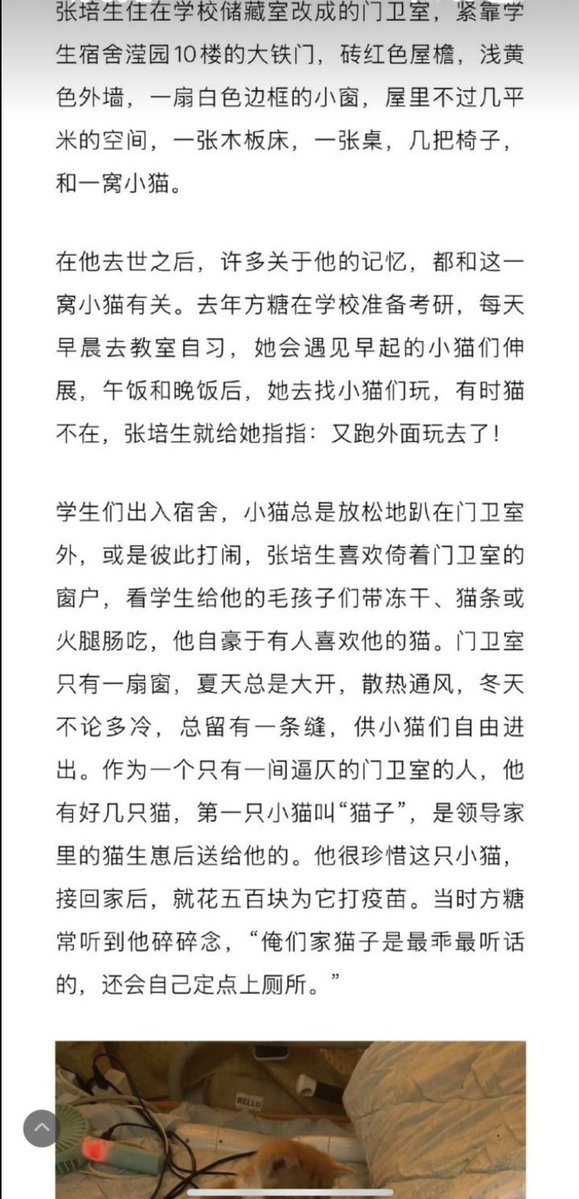 张培生住在学校储藏室改成的门卫室，紧靠学
生宿舍滢园10楼的大铁门，砖红色屋檐，浅黄
色外墙，一扇白色边框的小窗，屋里不过几平
米的空间，一张木板床，一张桌，几把椅子，
和一窝小猫。
在他去世之后，许多关于他的记忆，都和这一
窝小猫有关。去年方糖在学校准备考研，每天
早晨去教室自习，她会遇见早起的小猫们伸
展，午饭和晚饭后，她去找小猫们玩，有时猫
不在，张培生就给她指指：又跑外面玩去了！
学生们出入宿舍，小猫总是放松地趴在门卫室
外，或是彼此打闹，张培生喜欢倚着门卫室的
窗户，看学生给他的毛孩子们带冻干、猫条或
火腿肠吃，他自豪于有人喜欢他的猫。门卫室
只有一扇窗，夏天总是大开，散热通风，冬天
不论多冷，总留有一条缝，供小猫们自由进
出。作为一个只有一间逼仄的门卫室的人，他
有好几只猫，第一只小猫叫“猫子”，是领导家
里的猫生崽后送给他的。他很珍惜这只小猫，
接回家后，就花五百块为它打疫苗。当时方糖
常听到他碎碎念，“俺们家猫子是最乖最听话
的，还会自己定点上厕所。”
HELLO